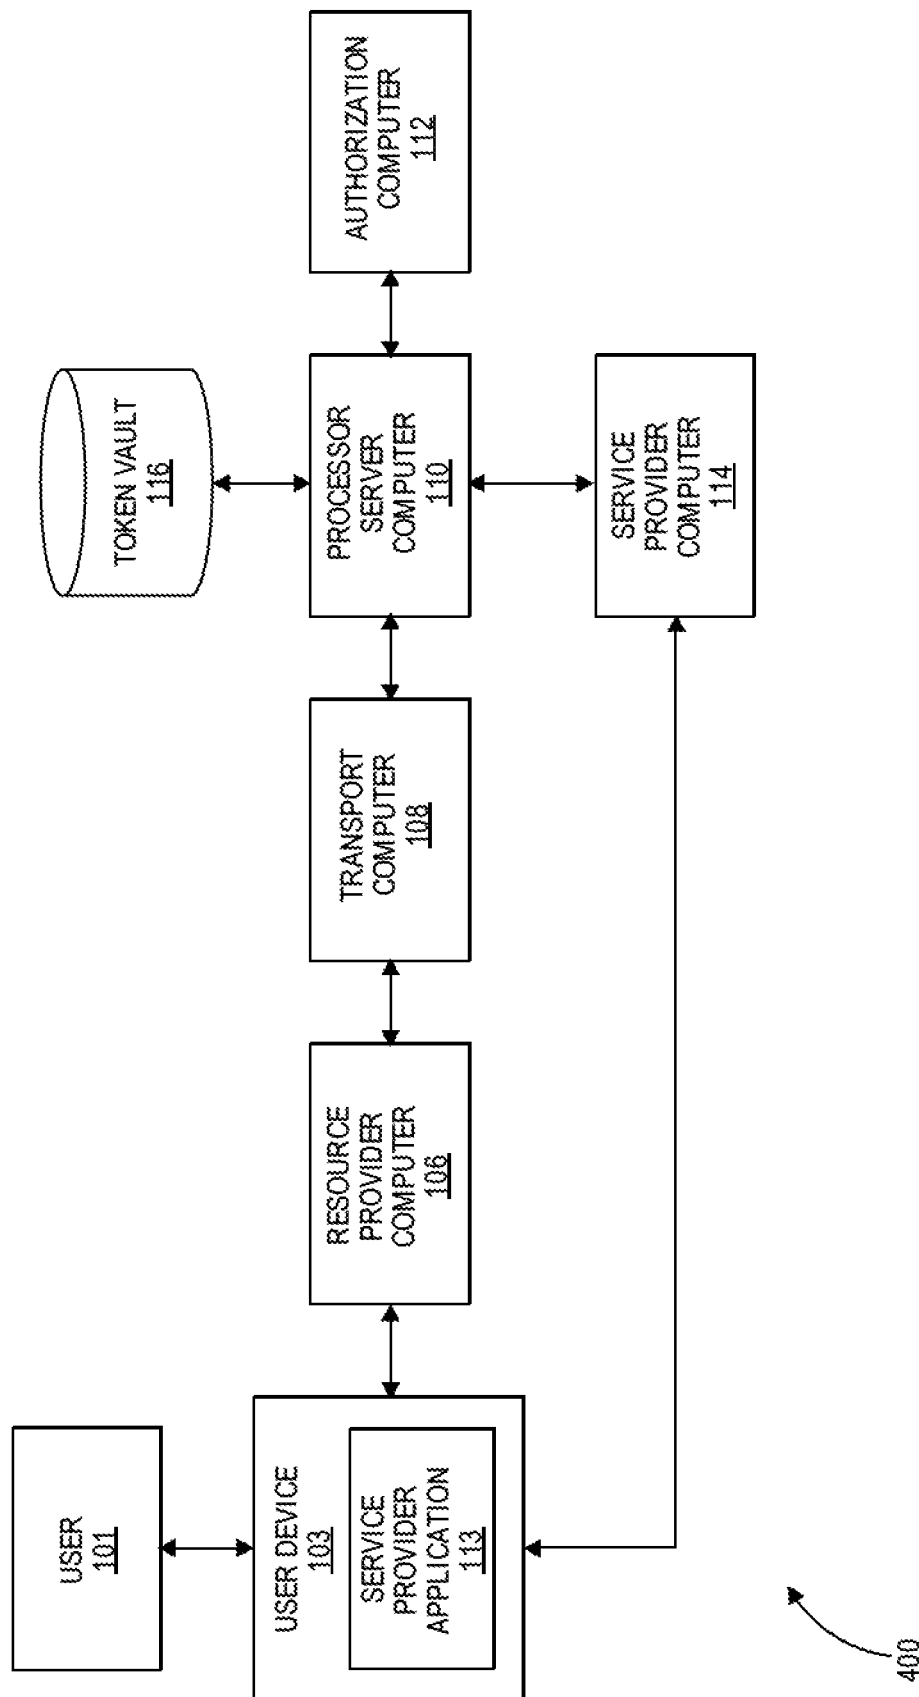 USER
101
USER DEVICE
103
SERVICE
PROVIDER
APPLICATION
113
RESOURCE
PROVIDER
COMPUTER
106
TRANSPORT
COMPUTER
108
TOKEN VAULT
116
PROCESSOR
SERVER
COMPUTER
110
SERVICE
PROVIDER
COMPUTER
114
AUTHORIZATION
COMPUTER
112
400